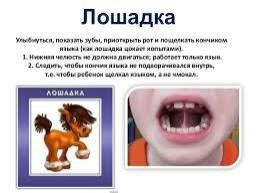 Лошадка
Улыбнуться, показать зубы, приоткрыть рот и пощелкать кончиком
языка (как лошадка цокает копытами).
1. Нижняя челюсть не должна двигаться; работает только язык.
2. Следить, чтобы кончик языка не подворачивался внутрь,
т.е. чтобы ребенок щелкал языком, а не чмокал.
ЛОШАДКА